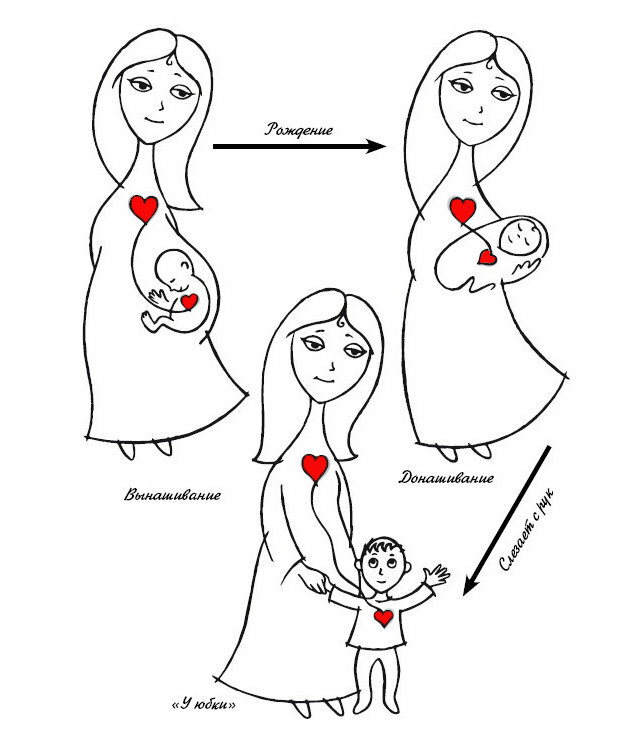 Рождение
Вынашивание
Донашивание
Слезает с рук
«У юбки»